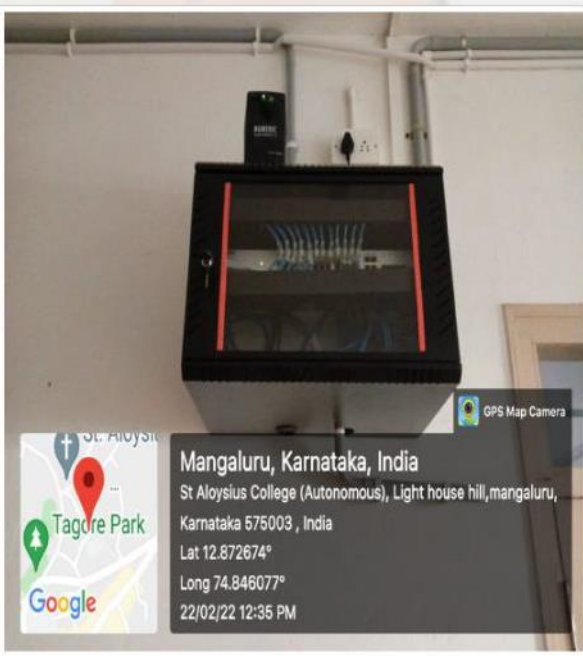 NUMERIC
GPS Map Camera
St. Aloysi
Tagore Park
Google
Mangaluru, Karnataka, India
St Aloysius College (Autonomous), Light house hill,mangaluru,
Karnataka 575003 , India
Lat 12.872674°
Long 74.846077°
22/02/22 12:35 PM